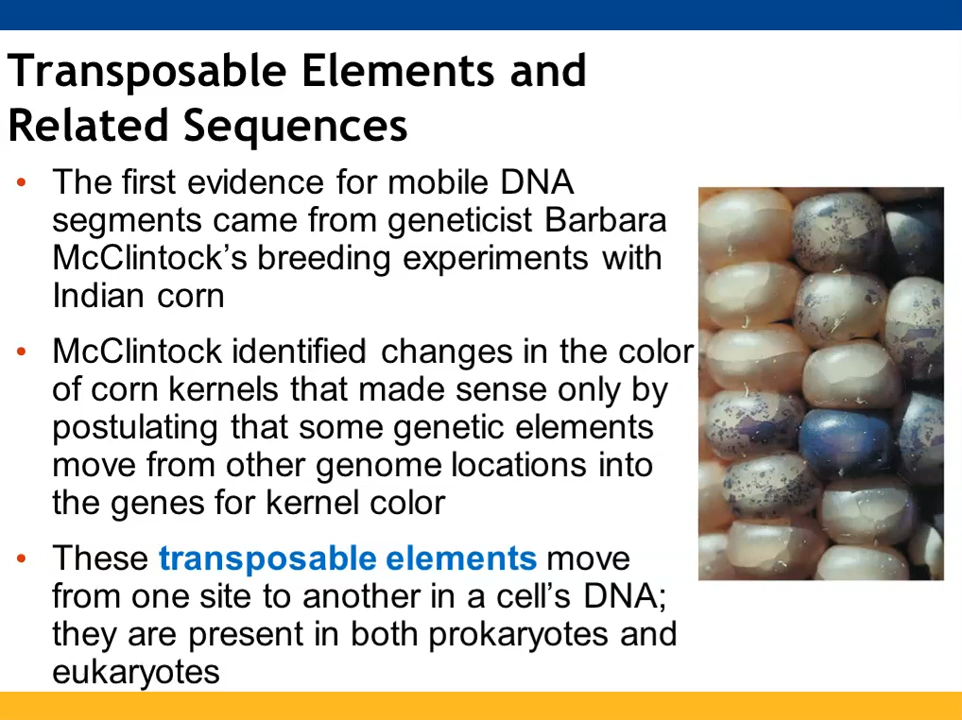 Transposable Elements and
Related Sequences
• The first evidence for mobile DNA
segments came from geneticist Barbara
McClintock’s breeding experiments with
Indian corn
• McClintock identified changes in the color
of corn kernels that made sense only by
postulating that some genetic elements
move from other genome locations into
the genes for kernel color
• These transposable elements move
from one site to another in a cell’s DNA;
they are present in both prokaryotes and
eukaryotes